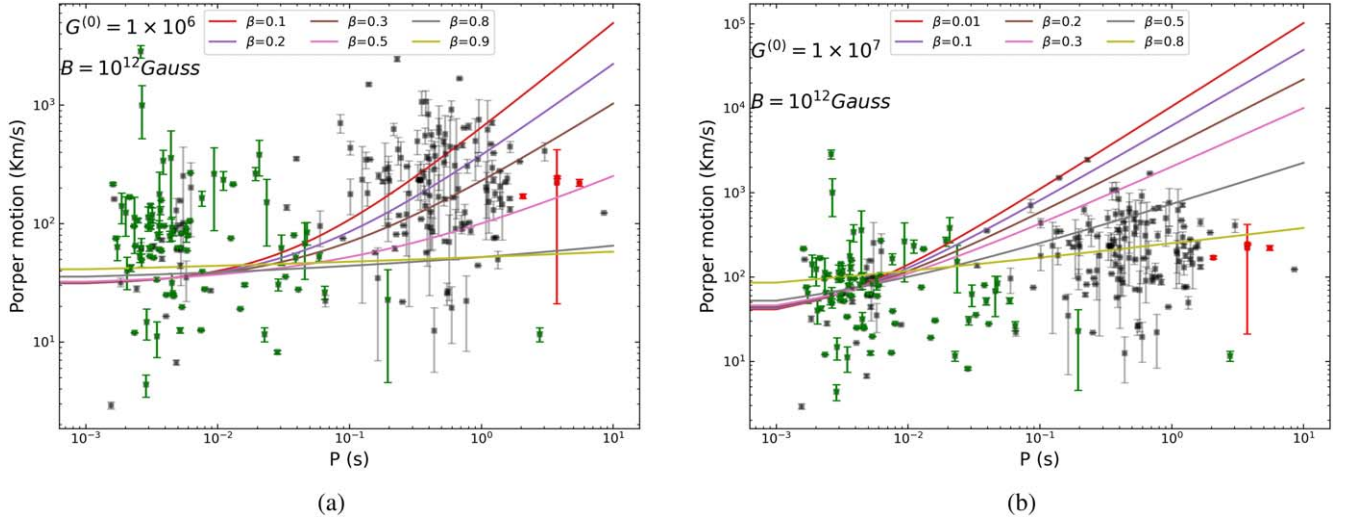 G^(0) = 1 × 10^6
B = 10^12 Gauss
β=0.1 β=0.3 β=0.8
β=0.2 β=0.5 β=0.9
10^3
10^2
10^1
Porper motion (Km/s)
10^-3 10^-2 10^-1 10^0 10^1
P (s)
(a)
G^(0) = 1 × 10^7
B = 10^12 Gauss
β=0.01 β=0.2 β=0.5
β=0.1 β=0.3 β=0.8
10^5
10^4
10^3
10^2
10^1
Porper motion (Km/s)
10^-3 10^-2 10^-1 10^0 10^1
P (s)
(b)